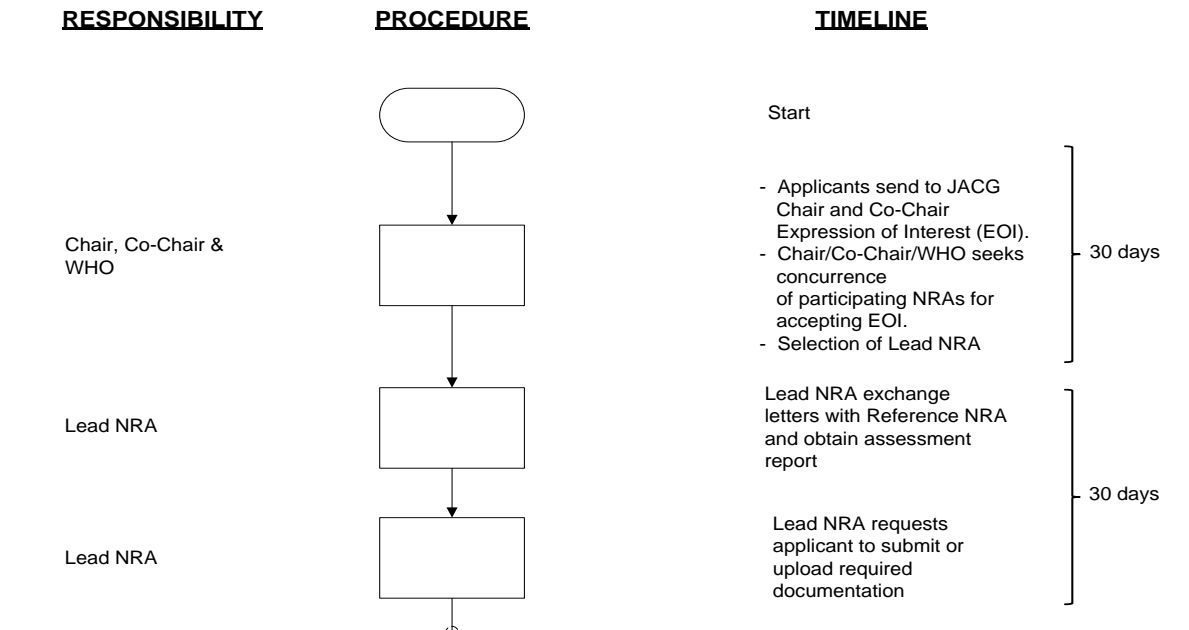 RESPONSIBILITY
PROCEDURE
TIMELINE
Start
Chair, Co-Chair &
WHO
- Applicants send to JACG
Chair and Co-Chair
Expression of Interest (EOI).
- Chair/Co-Chair/WHO seeks
concurrence
of participating NRAs for
accepting EOI.
- Selection of Lead NRA
30 days
Lead NRA
Lead NRA exchange
letters with Reference NRA
and obtain assessment
report
30 days
Lead NRA
Lead NRA requests
applicant to submit or
upload required
documentation